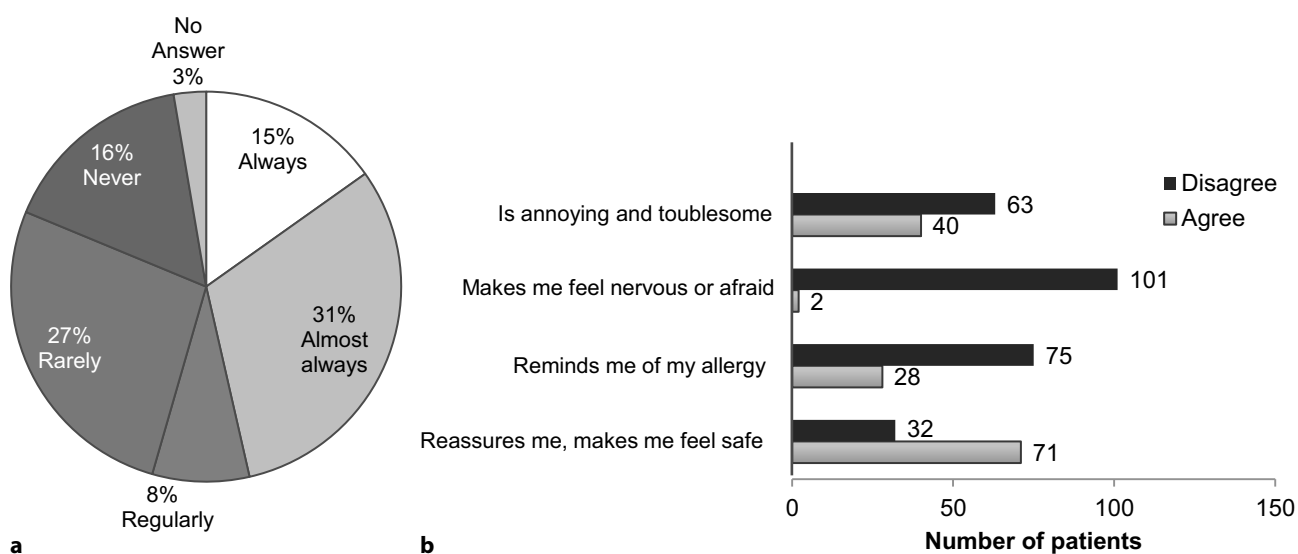 No
Answer
3%
15%
Always
16%
Never
31%
Almost
always
27%
Rarely
8%
Regularly
a
Disagree
Agree
Is annoying and toublesome
63
40
Makes me feel nervous or afraid
101
2
Reminds me of my allergy
75
28
Reassures me, makes me feel safe
32
71
0 50 100 150
Number of patients
b